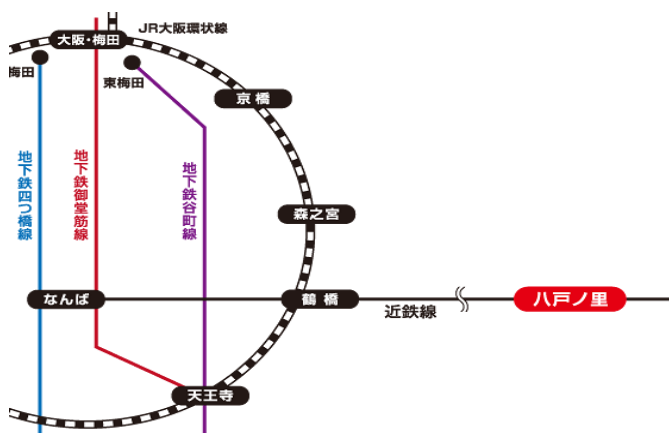 JR大阪環状線
大阪・梅田
梅田
東梅田
京橋
地下鉄四つ橋線
地下鉄御堂筋線
地下鉄谷町線
森之宮
なんば
鶴橋
近鉄線
八戸ノ里
天王寺